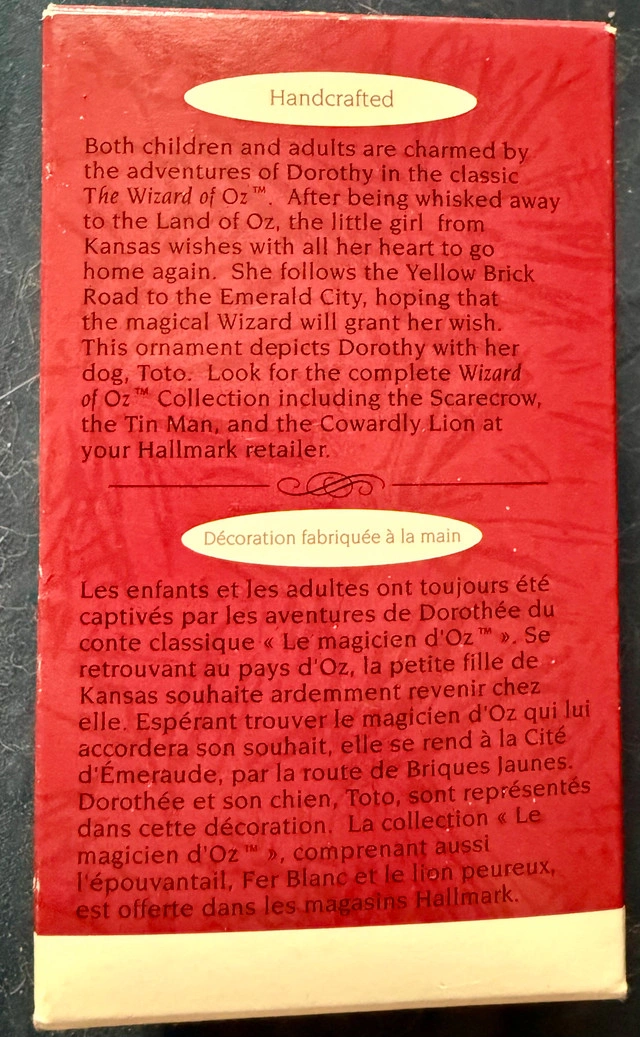 Handcrafted
Both children and adults are charmed by
the adventures of Dorothy in the classic
The Wizard of Oz™. After being whisked away
to the Land of Oz, the little girl from
Kansas wishes with all her heart to go
home again. She follows the Yellow Brick
Road to the Emerald City, hoping that
the magical Wizard will grant her wish.
This ornament depicts Dorothy with her
dog, Toto. Look for the complete Wizard
of Oz™ Collection including the Scarecrow,
the Tin Man, and the Cowardly Lion at
your Hallmark retailer.
Décoration fabriquée à la main
Les enfants et les adultes ont toujours été
captivés par les aventures de Dorothée du
conte classique « Le magicien d'Oz™ ». Se
retrouvant au pays d'Oz, la petite fille de
Kansas souhaite ardemment revenir chez
elle. Espérant trouver le magicien d'Oz qui lui
accordera son souhait, elle se rend à la Cité
d'Émeraude, par la route de Briques Jaunes.
Dorothée et son chien, Toto, sont représentés
dans cette décoration. La collection « Le
magicien d'Oz™ », comprenant aussi
l'épouvantail, Fer Blanc et le lion peureux,
est offerte dans les magasins Hallmark.